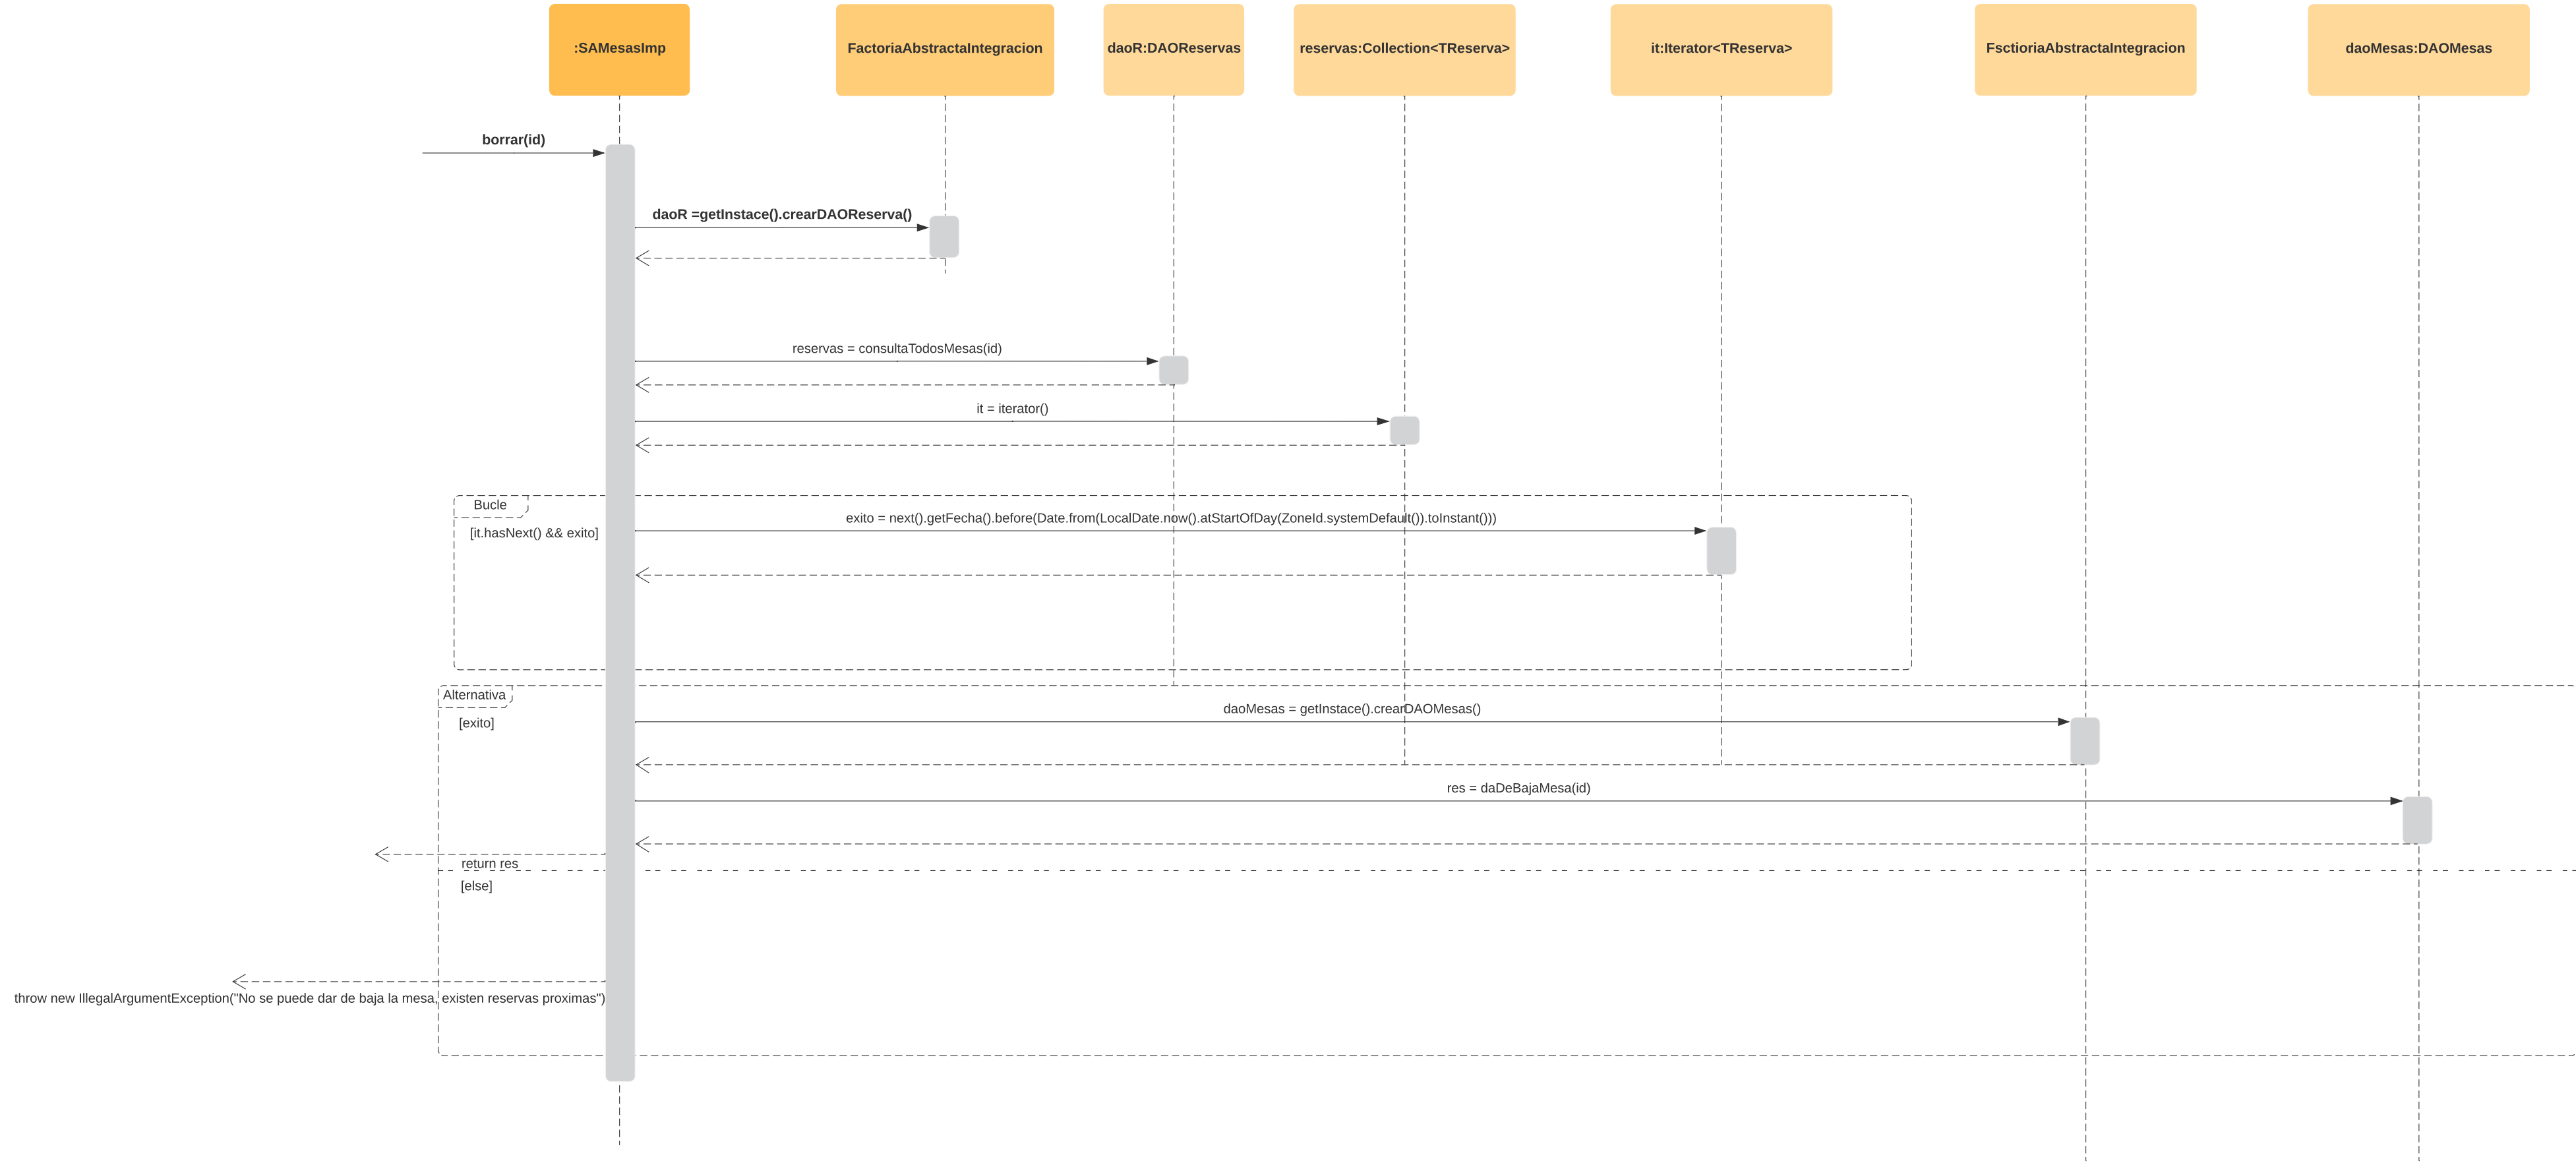 :SAMesasImp
FactoriaAbstractaIntegracion
daoR:DAOReservas
reservas:Collection<TReserva>
it:Iterator<TReserva>
FsctioriaAbstractaIntegracion
daoMesas:DAOMesas
borrar(id)
daoR =getInstace().crearDAOReserva()
reservas = consultaTodosMesas(id)
it = iterator()
Bucle
exito = next().getFecha().before(Date.from(LocalDate.now().atStartOfDay(ZoneId.systemDefault()).toInstant()))
[it.hasNext() && exito]
Alternativa
daoMesas = getInstace().crearDAOMesas()
[exito]
res = daDeBajaMesa(id)
return res
[else]
throw new IllegalArgumentException("No se puede dar de baja la mesa, existen reservas proximas")